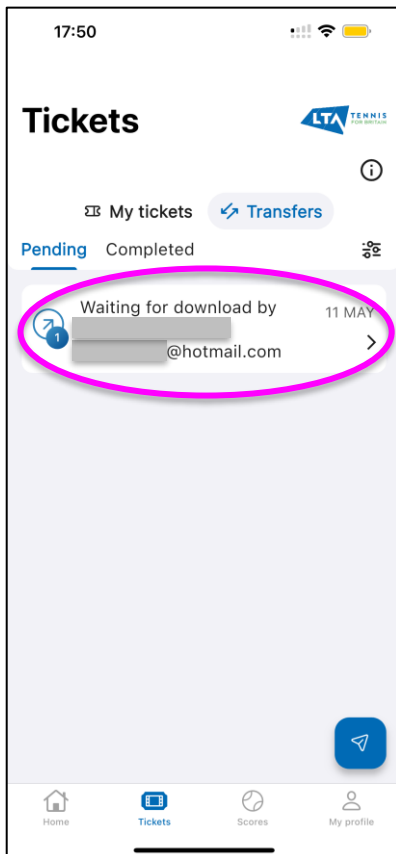 17:50
Tickets
LTA TENNIS
FOR BRITAIN
My tickets
Transfers
Pending
Completed
Waiting for download by
11 MAY
1
@hotmail.com
Home
Tickets
Scores
My profile